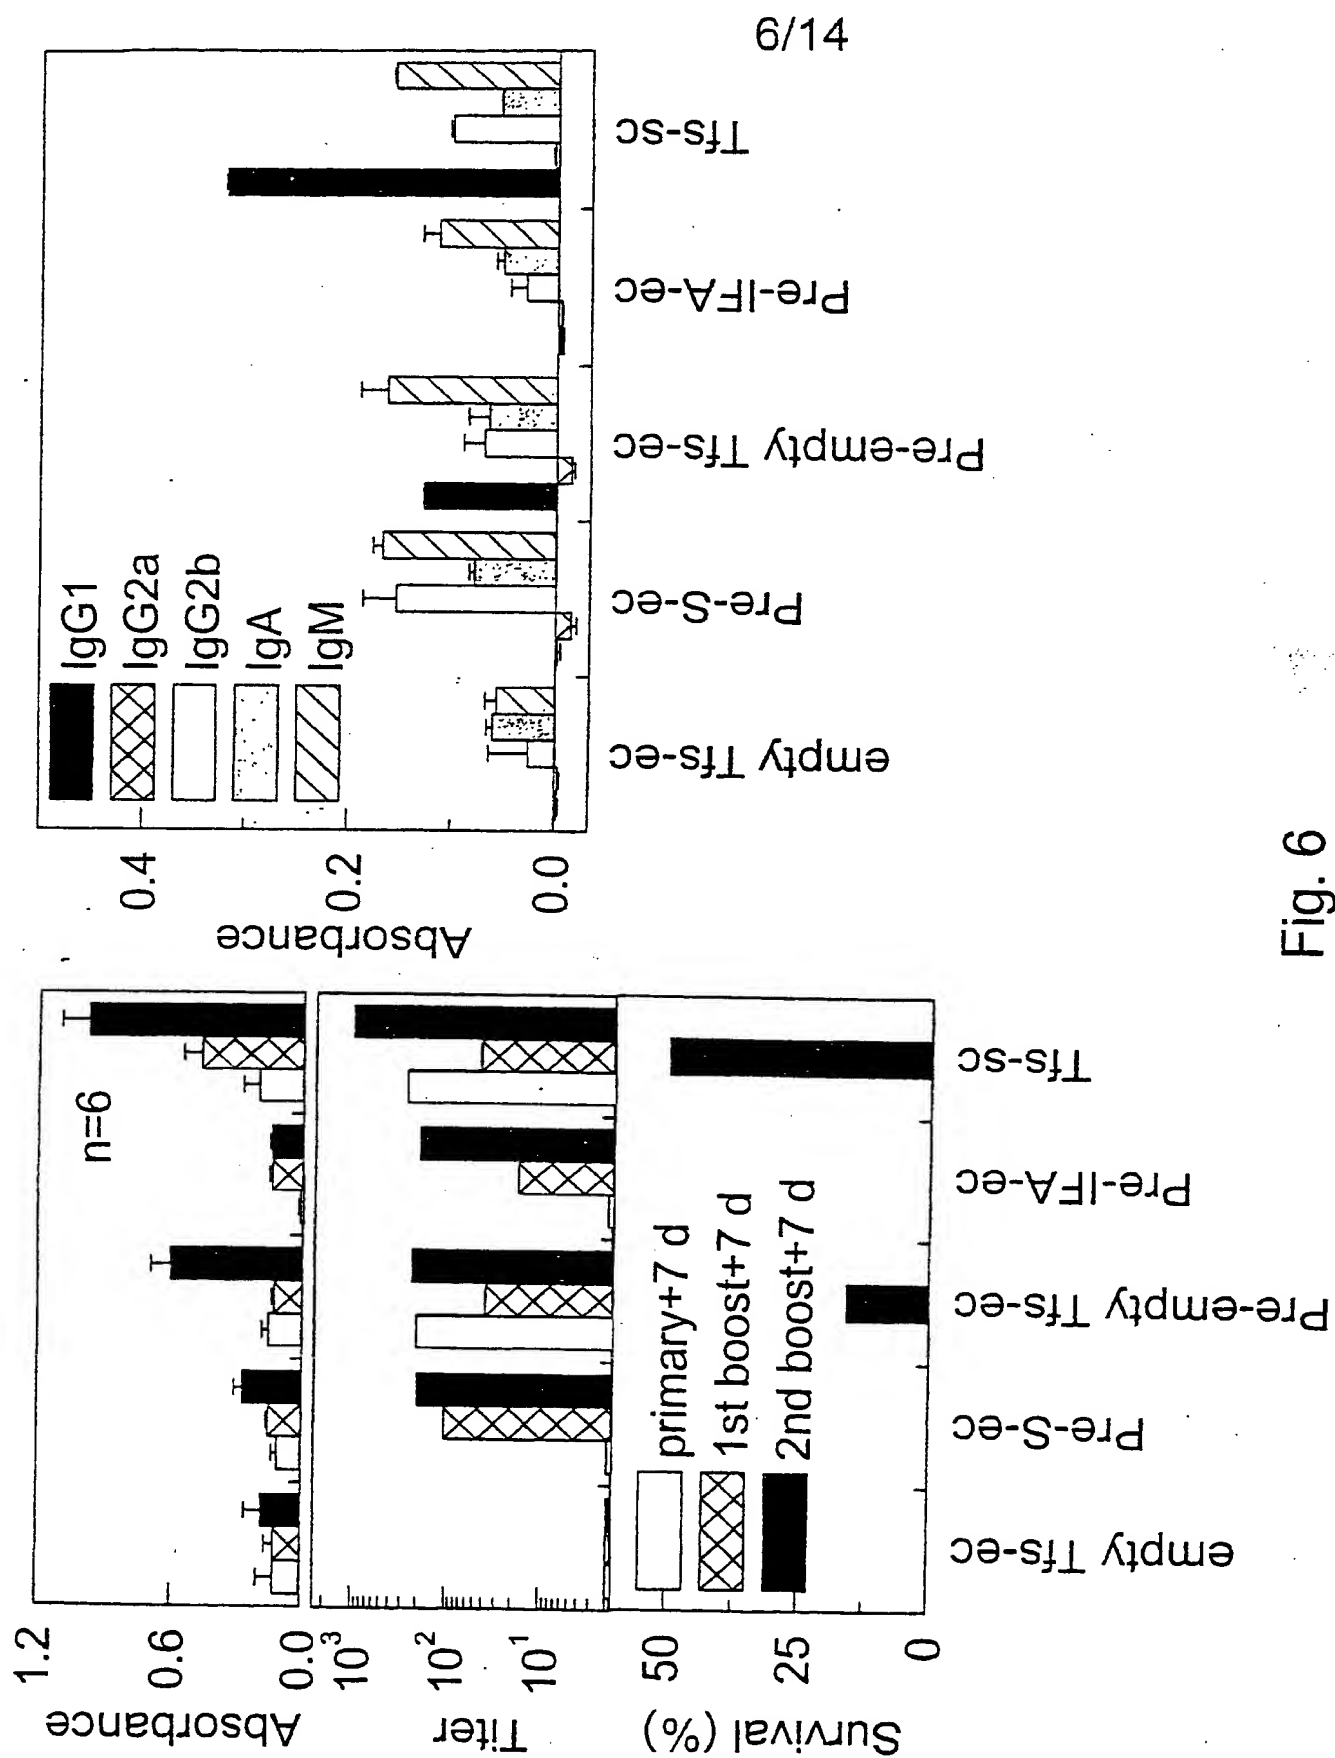 6/14
1.2
0.6
0.0
Absorbance
n=6
10³
10²
10¹
Titer
50
25
0
Survival (%)
primary+7 d
1st boost+7 d
2nd boost+7 d
empty Tfs-ec
Pre-S-ec
Pre-empty Tfs-ec
Pre-IFA-ec
Tfs-sc
0.4
0.2
0.0
Absorbance
IgG1
IgG2a
IgG2b
IgA
IgM
empty Tfs-ec
Pre-S-ec
Pre-empty Tfs-ec
Pre-IFA-ec
Tfs-sc
Fig. 6